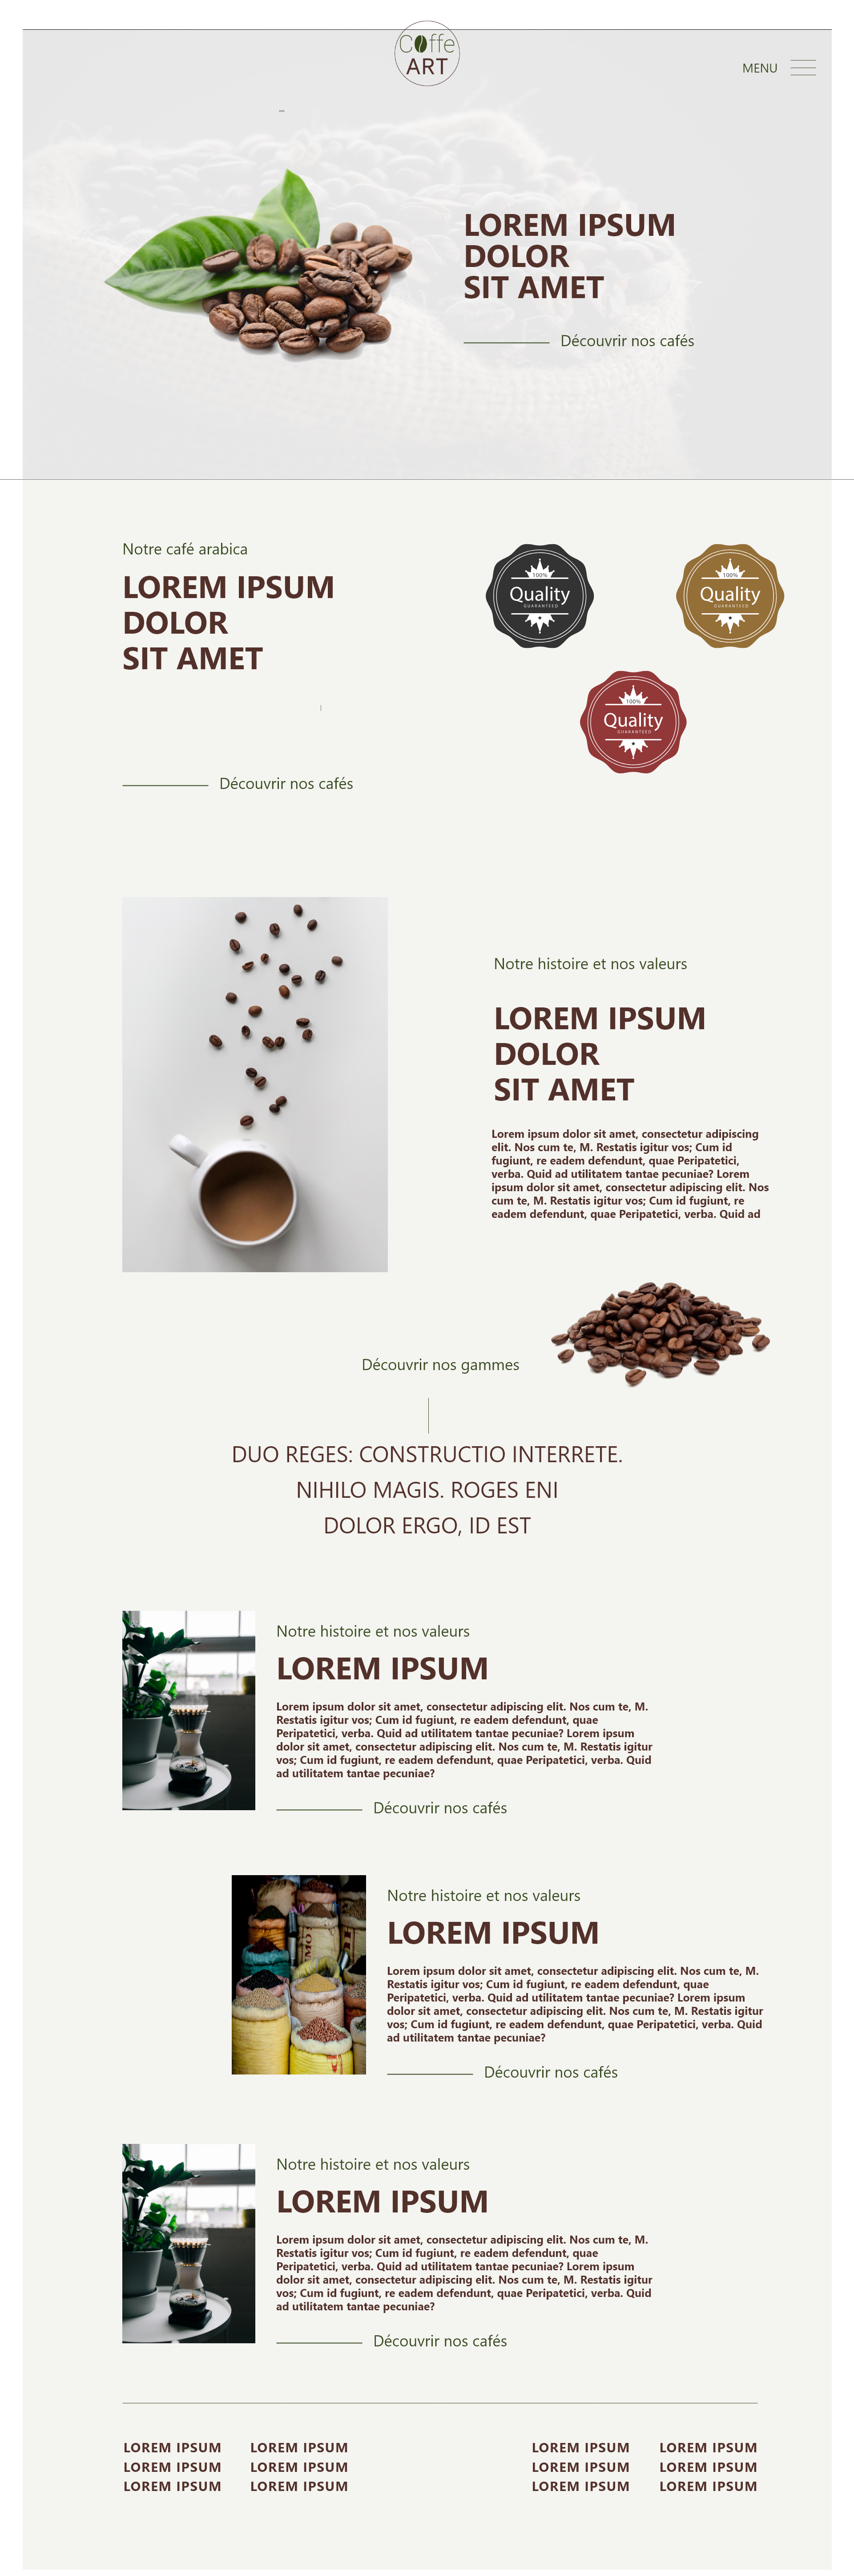 Coffe
ART
MENU
LOREM IPSUM
DOLOR
SIT AMET
Découvrir nos cafés
Notre café arabica
LOREM IPSUM
DOLOR
SIT AMET
Découvrir nos cafés
100%
Quality
GUARANTEED
100%
Quality
GUARANTEED
100%
Quality
GUARANTEED
Notre histoire et nos valeurs
LOREM IPSUM
DOLOR
SIT AMET
Lorem ipsum dolor sit amet, consectetur adipiscing
elit. Nos cum te, M. Restatis igitur vos; Cum id
fugiunt, re eadem defendunt, quae Peripatetici,
verba. Quid ad utilitatem tantae pecuniae? Lorem
ipsum dolor sit amet, consectetur adipiscing elit. Nos
cum te, M. Restatis igitur vos; Cum id fugiunt, re
eadem defendunt, quae Peripatetici, verba. Quid ad
Découvrir nos gammes
DUO REGES: CONSTRUCTIO INTERRETE.
NIHILO MAGIS. ROGES ENI
DOLOR ERGO, ID EST
Notre histoire et nos valeurs
LOREM IPSUM
Lorem ipsum dolor sit amet, consectetur adipiscing elit. Nos cum te, M.
Restatis igitur vos; Cum id fugiunt, re eadem defendunt, quae
Peripatetici, verba. Quid ad utilitatem tantae pecuniae? Lorem ipsum
dolor sit amet, consectetur adipiscing elit. Nos cum te, M. Restatis igitur
vos; Cum id fugiunt, re eadem defendunt, quae Peripatetici, verba. Quid
ad utilitatem tantae pecuniae?
Découvrir nos cafés
Notre histoire et nos valeurs
LOREM IPSUM
Lorem ipsum dolor sit amet, consectetur adipiscing elit. Nos cum te, M.
Restatis igitur vos; Cum id fugiunt, re eadem defendunt, quae
Peripatetici, verba. Quid ad utilitatem tantae pecuniae? Lorem ipsum
dolor sit amet, consectetur adipiscing elit. Nos cum te, M. Restatis igitur
vos; Cum id fugiunt, re eadem defendunt, quae Peripatetici, verba. Quid
ad utilitatem tantae pecuniae?
Découvrir nos cafés
Notre histoire et nos valeurs
LOREM IPSUM
Lorem ipsum dolor sit amet, consectetur adipiscing elit. Nos cum te, M.
Restatis igitur vos; Cum id fugiunt, re eadem defendunt, quae
Peripatetici, verba. Quid ad utilitatem tantae pecuniae? Lorem ipsum
dolor sit amet, consectetur adipiscing elit. Nos cum te, M. Restatis igitur
vos; Cum id fugiunt, re eadem defendunt, quae Peripatetici, verba. Quid
ad utilitatem tantae pecuniae?
Découvrir nos cafés
LOREM IPSUM
LOREM IPSUM
LOREM IPSUM
LOREM IPSUM
LOREM IPSUM
LOREM IPSUM
LOREM IPSUM
LOREM IPSUM
LOREM IPSUM
LOREM IPSUM
LOREM IPSUM
LOREM IPSUM